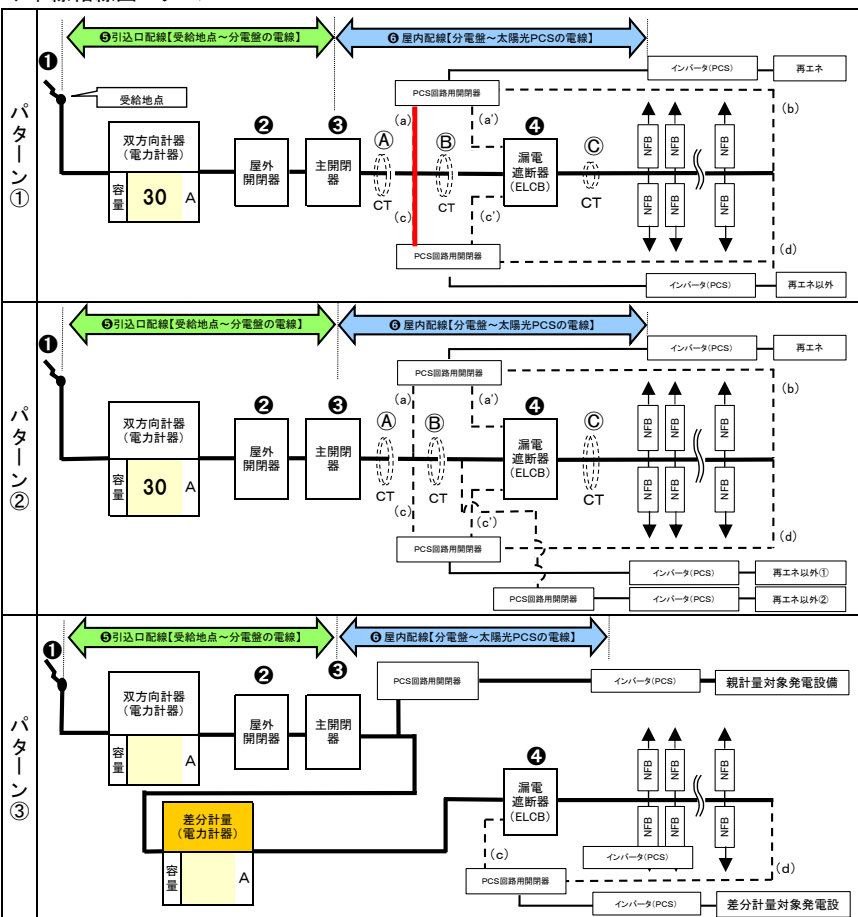 パターン①
❺引込口配線【受給地点~分電盤の電線】
❻屋内配線【分電盤~太陽光PCSの電線】
❶
受給地点
双方向計器
(電力計器)
容量
30
A
❷
屋外
開閉器
❸
主開閉
器
Ⓐ
CT
(a)
(c)
Ⓑ
CT
PCS回路用開閉器
(a')
❹
漏電
遮断器
(ELCB)
(c')
PCS回路用開閉器
Ⓒ
CT
インバータ(PCS)
再エネ
(b)
NFB
NFB
NFB
NFB
NFB
NFB
(d)
インバータ(PCS)
再エネ以外
パターン②
❺引込口配線【受給地点~分電盤の電線】
❻屋内配線【分電盤~太陽光PCSの電線】
❶
双方向計器
(電力計器)
容量
30
A
❷
屋外
開閉器
❸
主開閉
器
Ⓐ
CT
(a)
(c)
Ⓑ
CT
PCS回路用開閉器
(a')
❹
漏電
遮断器
(ELCB)
(c')
PCS回路用開閉器
PCS回路用開閉器
Ⓒ
CT
インバータ(PCS)
再エネ
(b)
NFB
NFB
NFB
NFB
NFB
NFB
(d)
インバータ(PCS)
再エネ以外①
インバータ(PCS)
再エネ以外②
パターン③
❺引込口配線【受給地点~分電盤の電線】
❻屋内配線【分電盤~太陽光PCSの電線】
❶
双方向計器
(電力計器)
容量
A
❷
屋外
開閉器
❸
主開閉
器
PCS回路用開閉器
インバータ(PCS)
親計量対象発電設備
差分計量
(電力計器)
容量
A
❹
漏電
遮断器
(ELCB)
(c)
PCS回路用開閉器
NFB
NFB
NFB
NFB
NFB
NFB
インバータ(PCS)
(d)
インバータ(PCS)
差分計量対象発電設